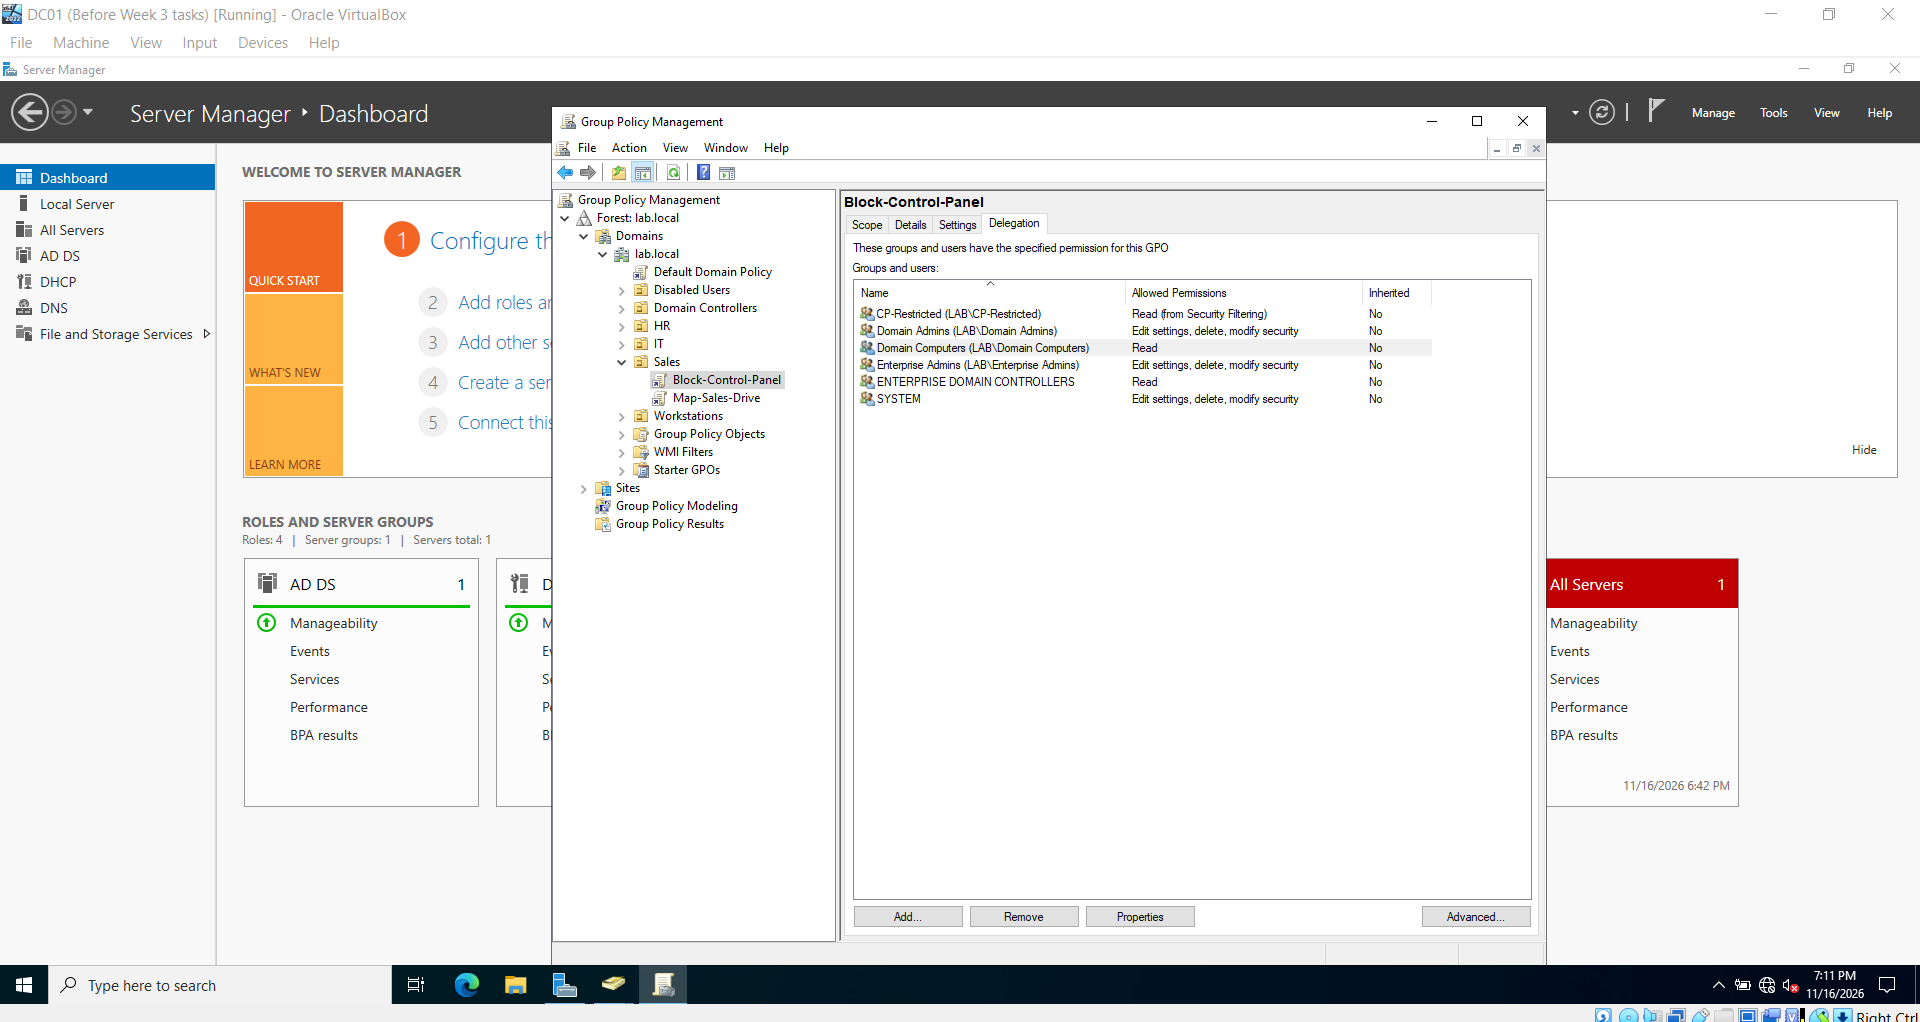 DC01 (Before Week 3 tasks) [Running] - Oracle VirtualBox
File Machine View Input Devices Help
Server Manager
Server Manager ‣ Dashboard
Manage Tools View Help
Dashboard
Local Server
All Servers
AD DS
DHCP
DNS
File and Storage Services
WELCOME TO SERVER MANAGER
QUICK START
WHAT'S NEW
LEARN MORE
1 Configure th
2 Add roles an
3 Add other s
4 Create a ser
5 Connect this
Hide
ROLES AND SERVER GROUPS
Roles: 4 | Server groups: 1 | Servers total: 1
AD DS 1
Manageability
Events
Services
Performance
BPA results
D
M
Ev
Se
Pe
B
All Servers 1
Manageability
Events
Services
Performance
BPA results
11/16/2026 6:42 PM
Group Policy Management
File Action View Window Help
Group Policy Management
Forest: lab.local
Domains
lab.local
Default Domain Policy
Disabled Users
Domain Controllers
HR
IT
Sales
Block-Control-Panel
Map-Sales-Drive
Workstations
Group Policy Objects
WMI Filters
Starter GPOs
Sites
Group Policy Modeling
Group Policy Results
Block-Control-Panel
Scope Details Settings Delegation
These groups and users have the specified permission for this GPO
Groups and users:
Name Allowed Permissions Inherited
CP-Restricted (LAB\CP-Restricted) Read (from Security Filtering) No
Domain Admins (LAB\Domain Admins) Edit settings, delete, modify security No
Domain Computers (LAB\Domain Computers) Read No
Enterprise Admins (LAB\Enterprise Admins) Edit settings, delete, modify security No
ENTERPRISE DOMAIN CONTROLLERS Read No
SYSTEM Edit settings, delete, modify security No
Add... Remove Properties Advanced...
Type here to search
7:11 PM
11/16/2026
Right Ctrl